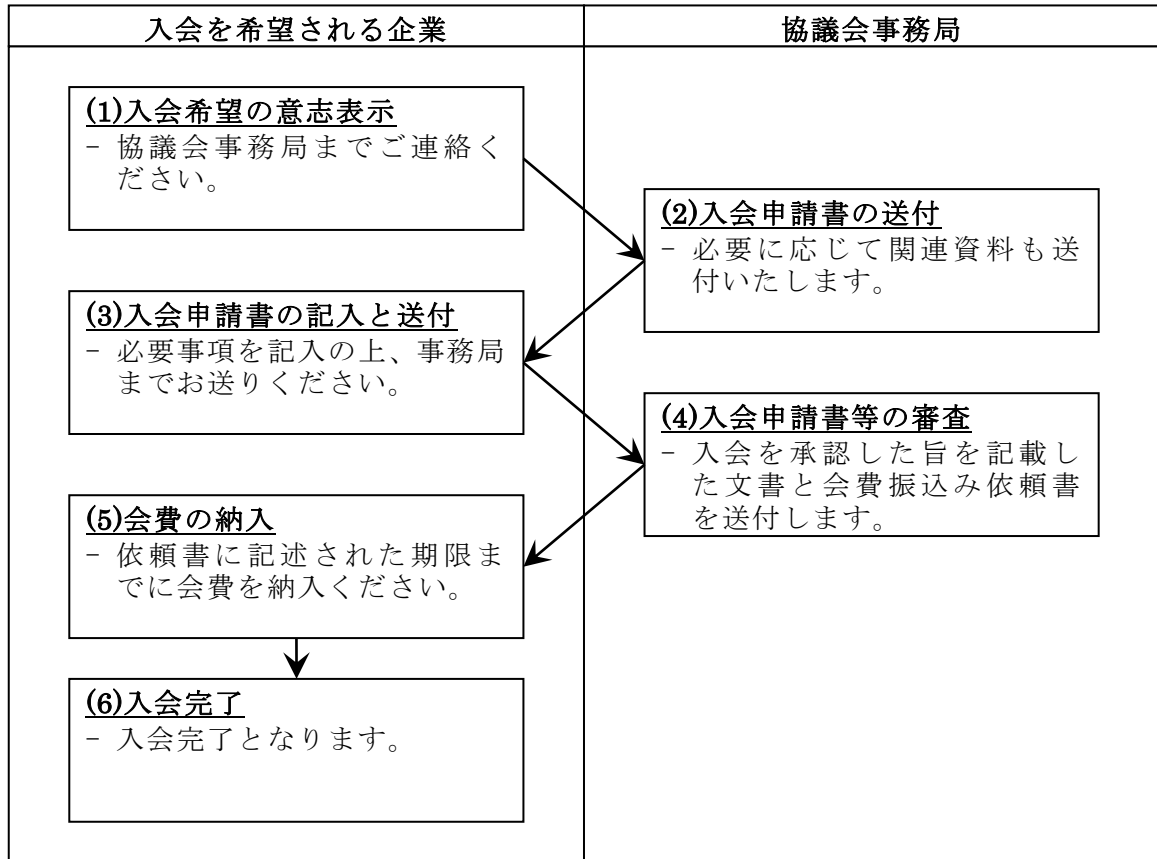 入会を希望される企業
協議会事務局
(1)入会希望の意志表示
- 協議会事務局までご連絡く
ださい。
(2)入会申請書の送付
- 必要に応じて関連資料も送
付いたします。
(3)入会申請書の記入と送付
- 必要事項を記入の上、事務局
までお送りください。
(4)入会申請書等の審査
- 入会を承認した旨を記載し
た文書と会費振込み依頼書
を送付します。
(5)会費の納入
- 依頼書に記述された期限ま
でに会費を納入ください。
(6)入会完了
- 入会完了となります。